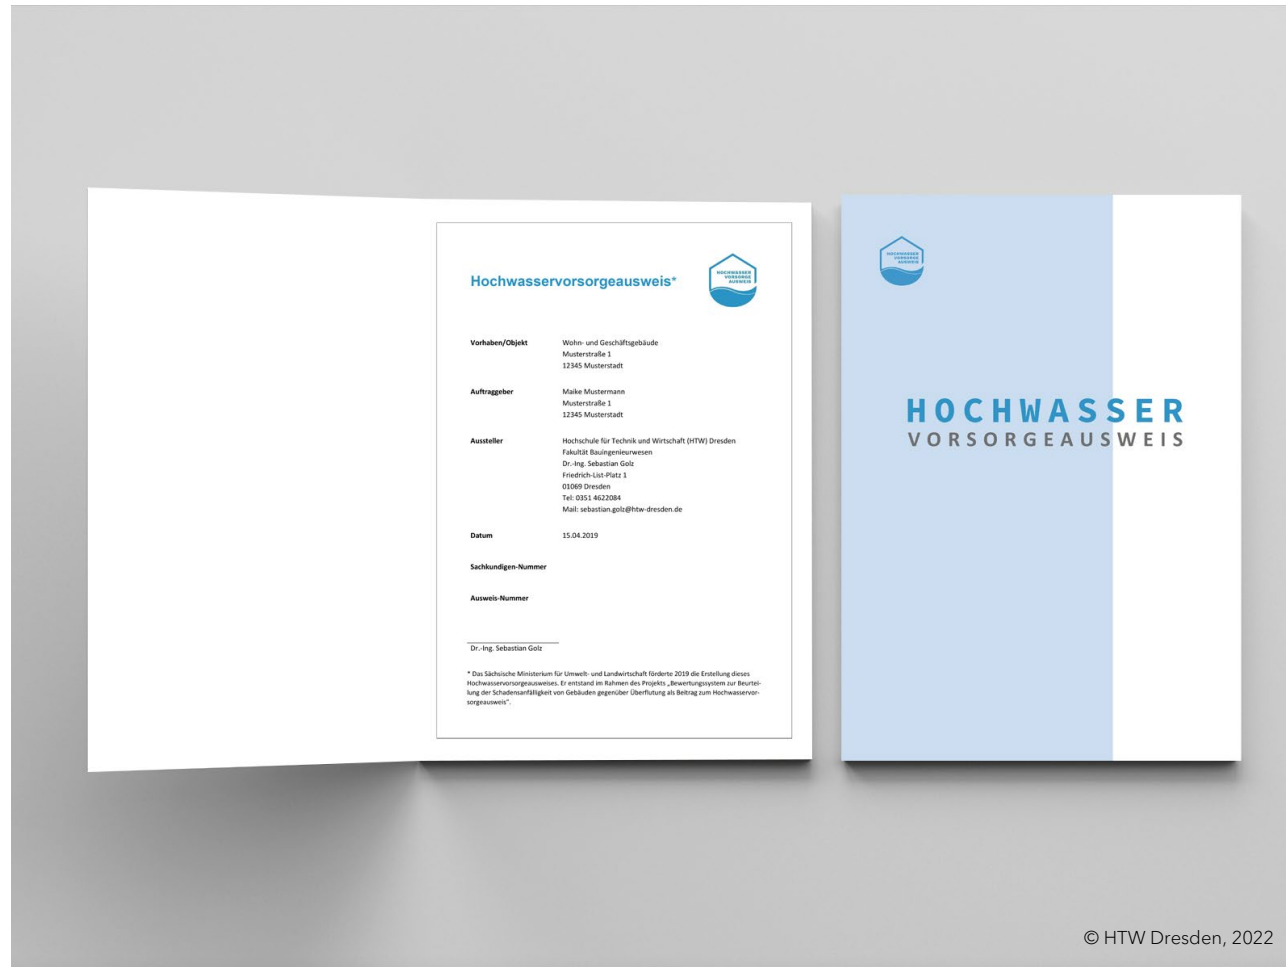 Hochwasservorsorgeausweis*
HOCHWASSER
VORSORGE
AUSWEIS
Vorhaben/Objekt Wohn- und Geschäftsgebäude
Musterstraße 1
12345 Musterstadt
Auftraggeber Maike Mustermann
Musterstraße 1
12345 Musterstadt
Aussteller Hochschule für Technik und Wirtschaft (HTW) Dresden
Fakultät Bauingenieurwesen
Dr.-Ing. Sebastian Golz
Friedrich-List-Platz 1
01069 Dresden
Tel: 0351 4622084
Mail: sebastian.golz@htw-dresden.de
Datum 15.04.2019
Sachkundigen-Nummer
Ausweis-Nummer
Dr.-Ing. Sebastian Golz
* Das Sächsische Ministerium für Umwelt- und Landwirtschaft förderte 2019 die Erstellung dieses
Hochwasservorsorgeausweises. Er entstand im Rahmen des Projekts „Bewertungssystem zur Beurtei-
lung der Schadensanfälligkeit von Gebäuden gegenüber Überflutung als Beitrag zum Hochwasservor-
sorgeausweis".
HOCHWASSER
VORSORGE
AUSWEIS
HOCHWASSER
VORSORGEAUSWEIS
© HTW Dresden, 2022